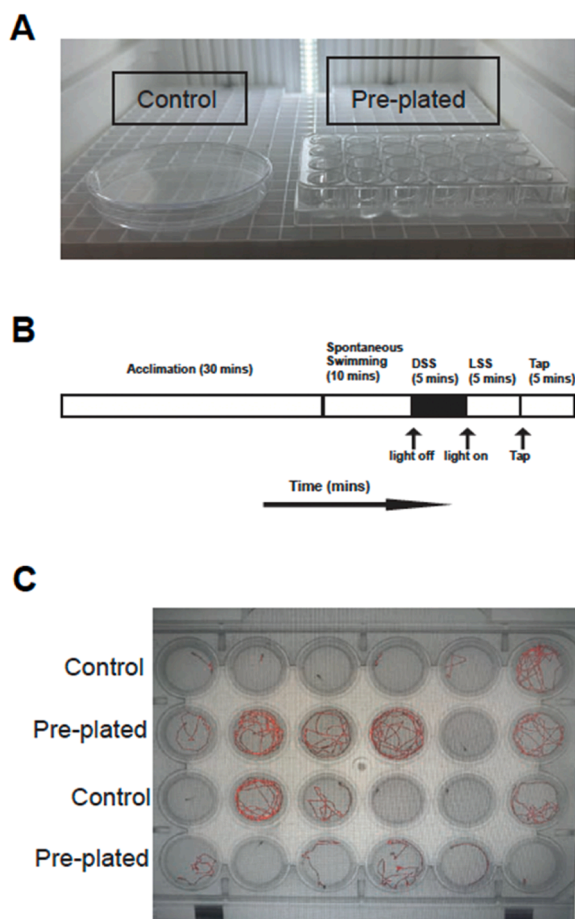 A
Control
Pre-plated
B
Acclimation (30 mins)
Spontaneous
Swimming
(10 mins)
DSS
(5 mins)
LSS
(5 mins)
Tap
(5 mins)
light off
light on
Tap
Time (mins)
C
Control
Pre-plated
Control
Pre-plated